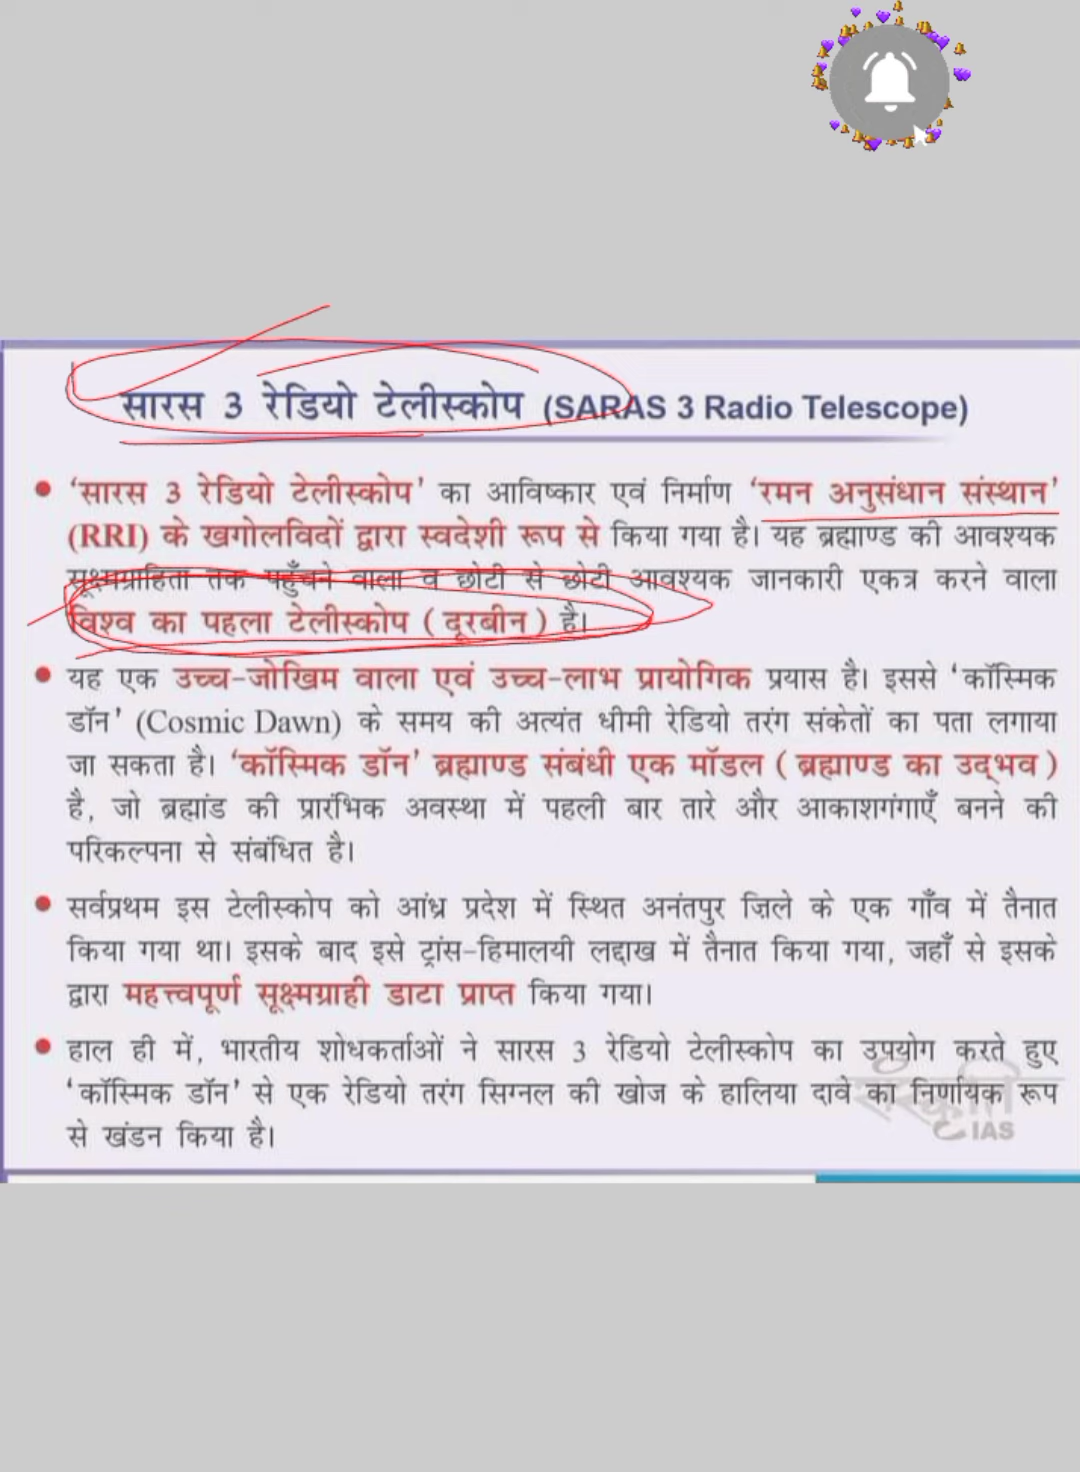 सारस 3 रेडियो टेलीस्कोप (SARAS 3 Radio Telescope)
• 'सारस 3 रेडियो टेलीस्कोप' का आविष्कार एवं निर्माण 'रमन अनुसंधान संस्थान'
(RRI) के खगोलविदों द्वारा स्वदेशी रूप से किया गया है। यह ब्रह्माण्ड की आवश्यक
सूक्ष्मग्राहिता तक पहुँचने वाला व छोटी से छोटी आवश्यक जानकारी एकत्र करने वाला
विश्व का पहला टेलीस्कोप ( दूरबीन ) है।
• यह एक उच्च-जोखिम वाला एवं उच्च-लाभ प्रायोगिक प्रयास है। इससे 'कॉस्मिक
डॉन' (Cosmic Dawn) के समय की अत्यंत धीमी रेडियो तरंग संकेतों का पता लगाया
जा सकता है। 'कॉस्मिक डॉन' ब्रह्माण्ड संबंधी एक मॉडल ( ब्रह्माण्ड का उद्भव )
है, जो ब्रह्मांड की प्रारंभिक अवस्था में पहली बार तारे और आकाशगंगाएँ बनने की
परिकल्पना से संबंधित है।
• सर्वप्रथम इस टेलीस्कोप को आंध्र प्रदेश में स्थित अनंतपुर ज़िले के एक गाँव में तैनात
किया गया था। इसके बाद इसे ट्रांस-हिमालयी लद्दाख में तैनात किया गया, जहाँ से इसके
द्वारा महत्त्वपूर्ण सूक्ष्मग्राही डाटा प्राप्त किया गया।
• हाल ही में, भारतीय शोधकर्ताओं ने सारस 3 रेडियो टेलीस्कोप का उपयोग करते हुए
'कॉस्मिक डॉन' से एक रेडियो तरंग सिग्नल की खोज के हालिया दावे का निर्णायक रूप
से खंडन किया है।
संस्कृति
IAS